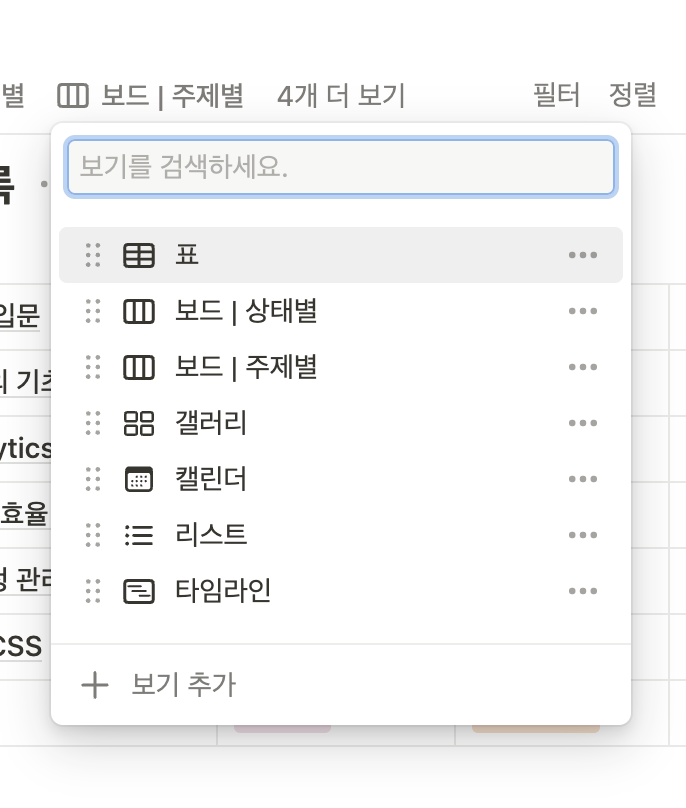 별 보드 | 주제별 4개 더 보기 필터 정렬
보기를 검색하세요.
표
보드 | 상태별
입문
보드 | 주제별
기초
갤러리
ytics
캘린더
효율
리스트
관리
타임라인
CSS
보기 추가